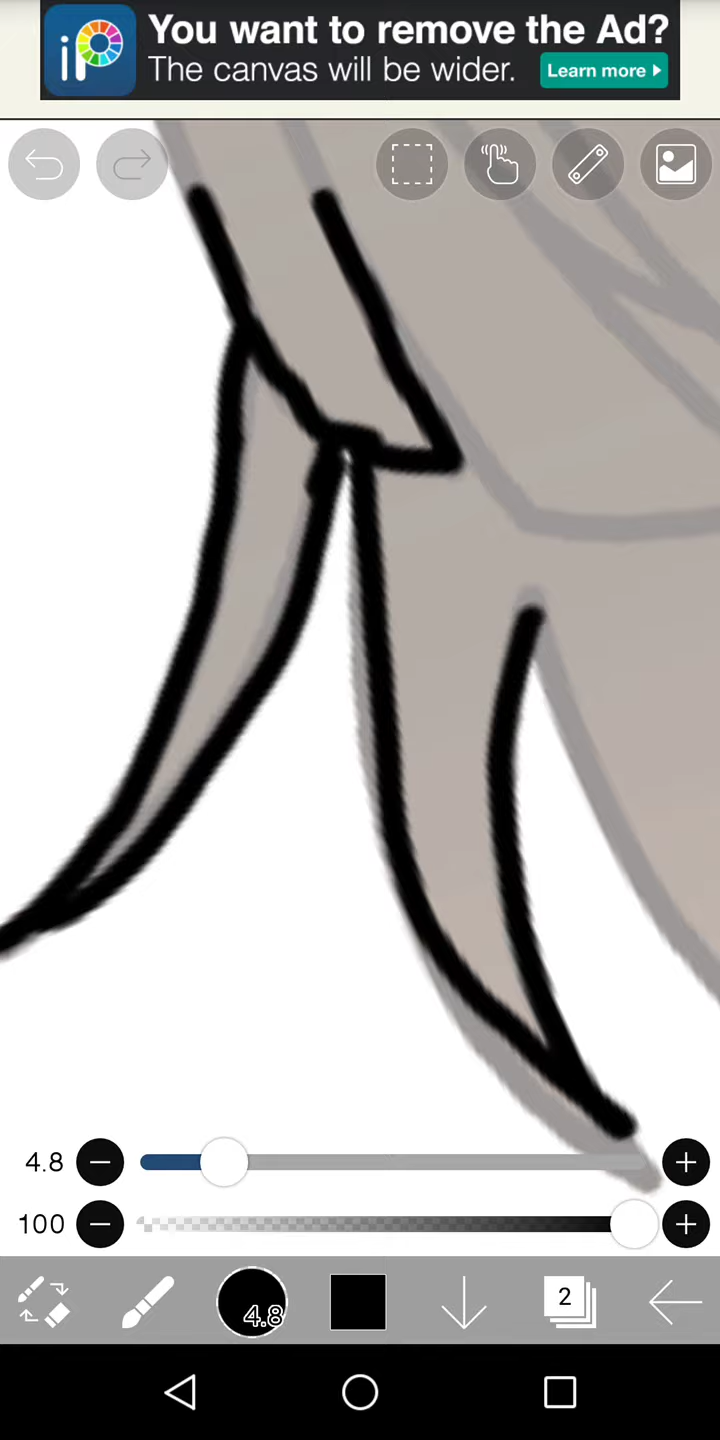 iP
You want to remove the Ad?
The canvas will be wider.
Learn more
4.8
100
4.8
2